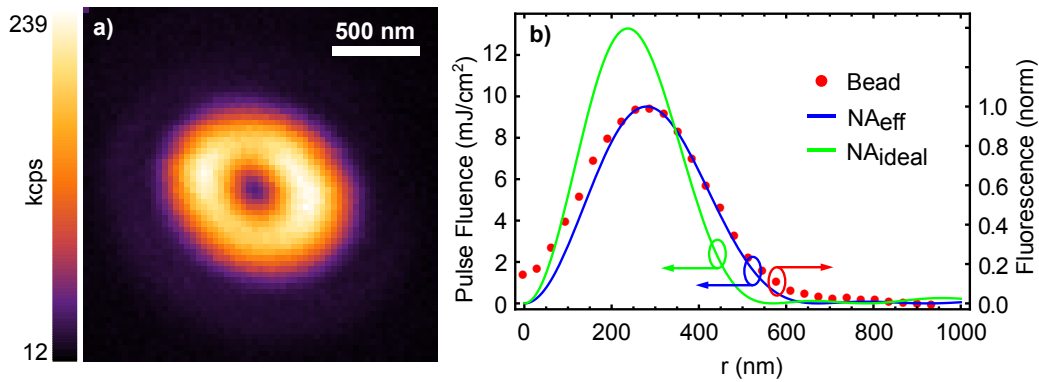 239
a)
500 nm
kcps
12
b)
Pulse Fluence (mJ/cm²)
12
10
8
6
4
2
0
Bead
NAeff
NAideal
1.0
0.8
0.6
0.4
0.2
0.0
Fluorescence (norm)
0 200 400 600 800 1000
r (nm)